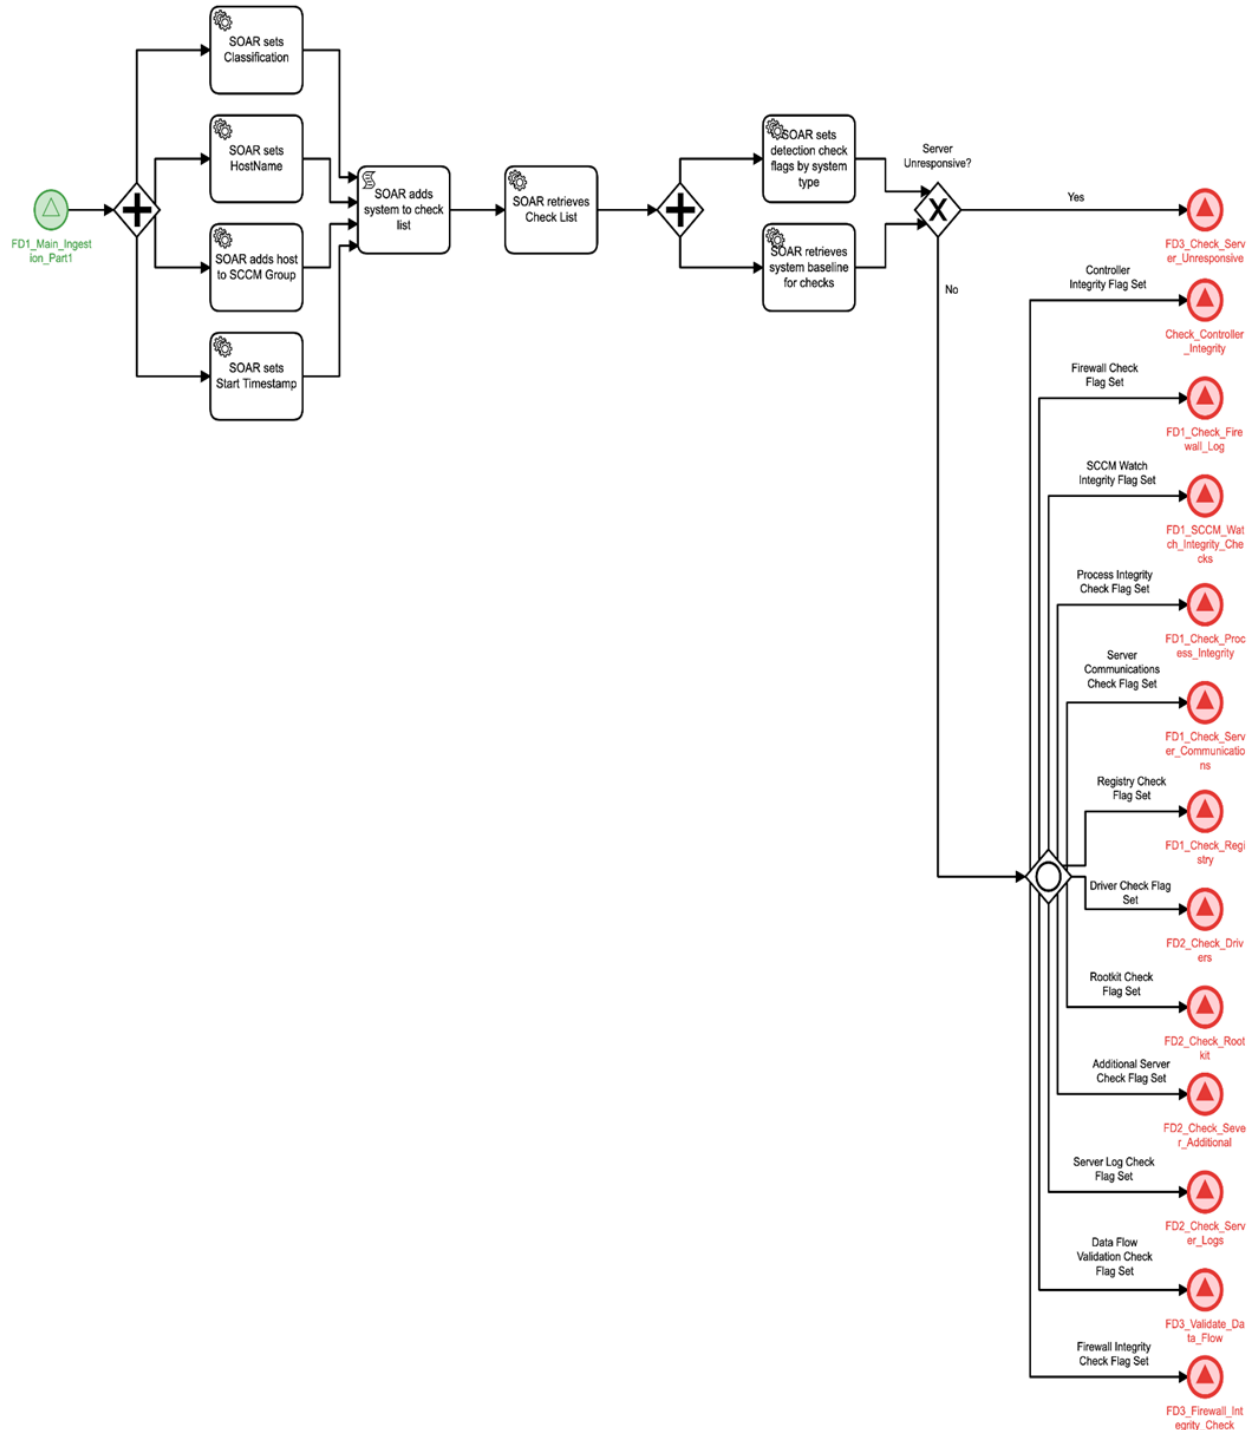 SOAR sets
Classification
SOAR sets
HostName
SOAR adds host
to SCCM Group
SOAR sets
Start Timestamp
FD1_Main_Ingest
ion_Part1
SOAR adds
system to check
list
SOAR retrieves
Check List
SOAR sets
detection check
flags by system
type
SOAR retrieves
system baseline
for checks
Server
Unresponsive?
Yes
No
FD3_Check_Serv
er_Unresponsive
Controller
Integrity Flag Set
Check_Controller
_Integrity
Firewall Check
Flag Set
FD1_Check_Fire
wall_Log
SCCM Watch
Integrity Flag Set
FD1_SCCM_Wat
ch_Integrity_Che
cks
Process Integrity
Check Flag Set
FD1_Check_Proc
ess_Integrity
Server
Communications
Check Flag Set
FD1_Check_Serv
er_Communicatio
ns
Registry Check
Flag Set
FD1_Check_Regi
stry
Driver Check Flag
Set
FD2_Check_Driv
ers
Rootkit Check
Flag Set
FD2_Check_Root
kit
Additional Server
Check Flag Set
FD2_Check_Seve
r_Additional
Server Log Check
Flag Set
FD2_Check_Serv
er_Logs
Data Flow
Validation Check
Flag Set
FD3_Validate_Da
ta_Flow
Firewall Integrity
Check Flag Set
FD3_Firewall_Int
egrity_Check